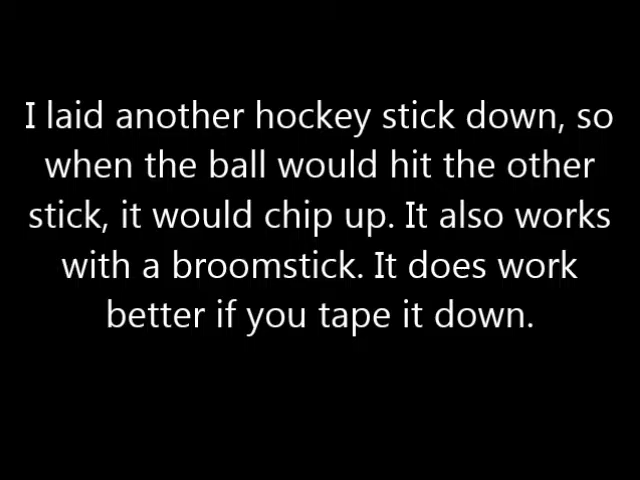 I laid another hockey stick down, so
when the ball would hit the other
stick, it would chip up. It also works
with a broomstick. It does work
better if you tape it down.